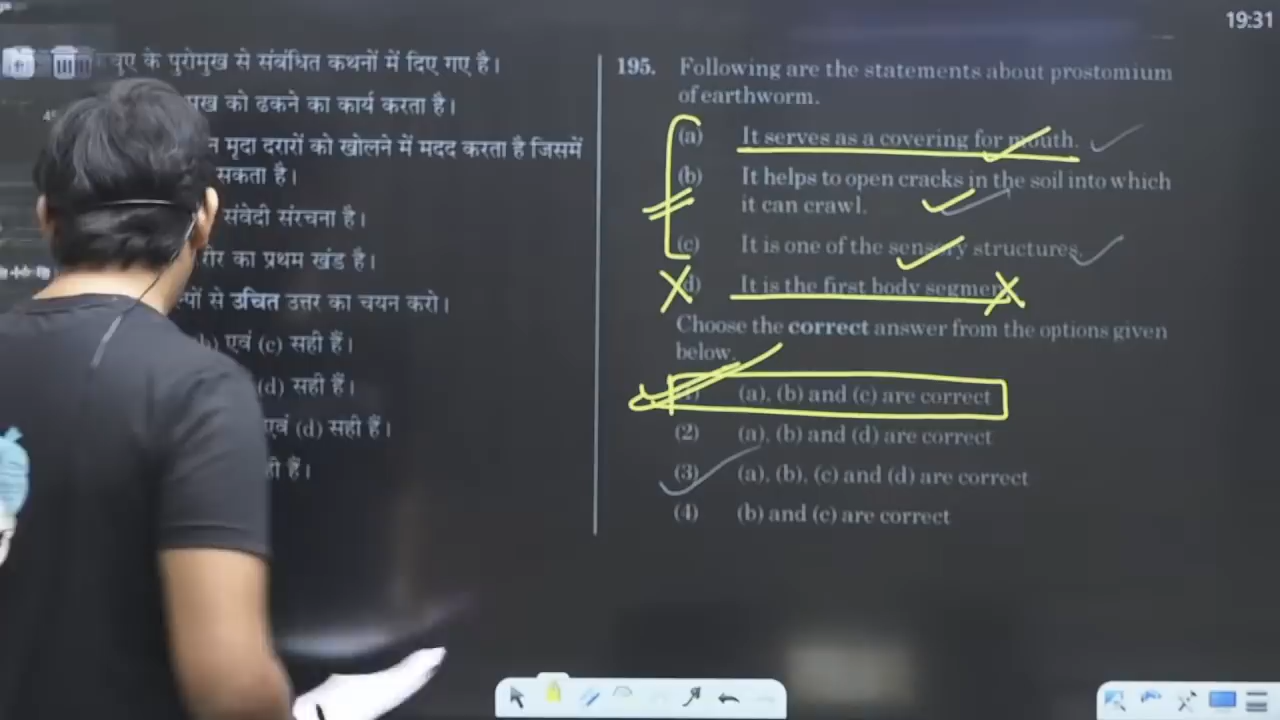 19:31
के पुरोमुख से संबंधित कथनों में दिए गए है।
को ढकने का कार्य करता है।
मृदा दरारों को खोलने में मदद करता है जिसमें
सकता है।
संवेदी संरचना है।
का प्रथम खंड है।
से उचित उत्तर का चयन करो।
एवं (c) सही हैं।
(d) सही हैं।
एवं (d) सही हैं।
हैं।
195. Following are the statements about prostomium
of earthworm.
(a) It serves as a covering for mouth.
(b) It helps to open cracks in the soil into which
it can crawl.
(c) It is one of the sensory structures.
(d) It is the first body segment
Choose the correct answer from the options given
below.
(a), (b) and (c) are correct
(2) (a), (b) and (d) are correct
(3) (a), (b), (c) and (d) are correct
(4) (b) and (c) are correct